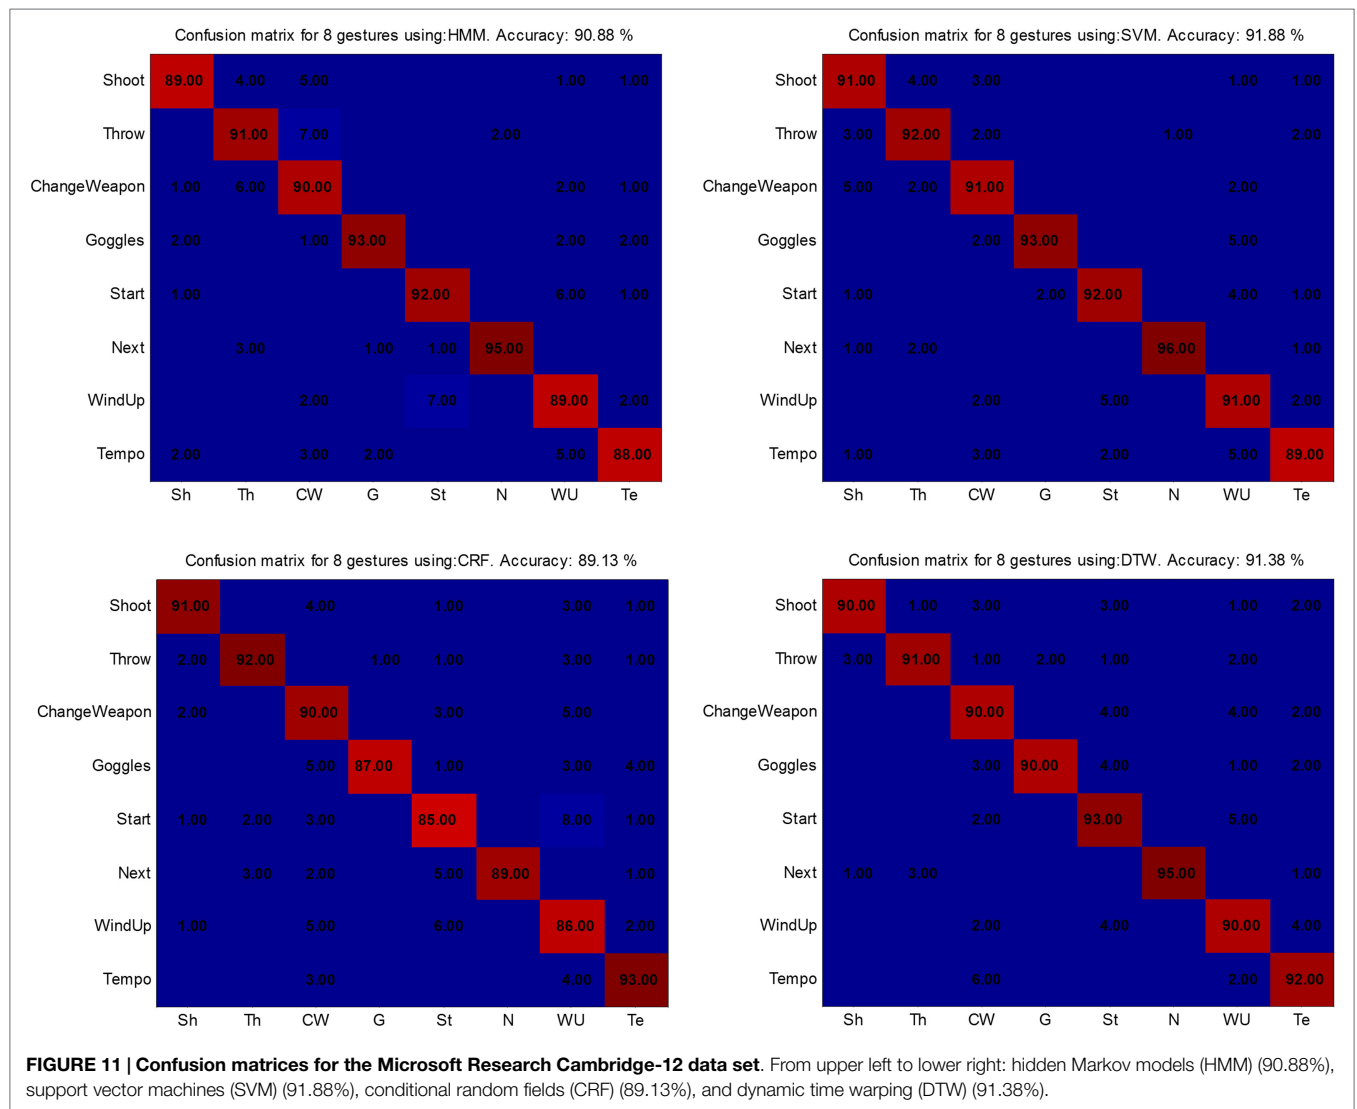 Confusion matrix for 8 gestures using:HMM. Accuracy: 90.88 %
Shoot 89.00 4.00 5.00 1.00 1.00
Throw 91.00 7.00 2.00
ChangeWeapon 1.00 6.00 90.00 2.00 1.00
Goggles 2.00 1.00 93.00 2.00 2.00
Start 1.00 92.00 6.00 1.00
Next 3.00 1.00 1.00 95.00
WindUp 2.00 7.00 89.00 2.00
Tempo 2.00 3.00 2.00 5.00 88.00
Sh Th CW G St N WU Te
Confusion matrix for 8 gestures using:SVM. Accuracy: 91.88 %
Shoot 91.00 4.00 3.00 1.00 1.00
Throw 3.00 92.00 2.00 1.00 2.00
ChangeWeapon 5.00 2.00 91.00 2.00
Goggles 2.00 93.00 5.00
Start 1.00 2.00 92.00 4.00 1.00
Next 1.00 2.00 96.00 1.00
WindUp 2.00 5.00 91.00 2.00
Tempo 1.00 3.00 2.00 5.00 89.00
Sh Th CW G St N WU Te
Confusion matrix for 8 gestures using:CRF. Accuracy: 89.13 %
Shoot 91.00 4.00 1.00 3.00 1.00
Throw 2.00 92.00 1.00 1.00 3.00 1.00
ChangeWeapon 2.00 90.00 3.00 5.00
Goggles 5.00 87.00 1.00 3.00 4.00
Start 1.00 2.00 3.00 85.00 8.00 1.00
Next 3.00 2.00 5.00 89.00 1.00
WindUp 1.00 5.00 6.00 86.00 2.00
Tempo 3.00 4.00 93.00
Sh Th CW G St N WU Te
Confusion matrix for 8 gestures using:DTW. Accuracy: 91.38 %
Shoot 90.00 1.00 3.00 3.00 1.00 2.00
Throw 3.00 91.00 1.00 2.00 1.00 2.00
ChangeWeapon 90.00 4.00 4.00 2.00
Goggles 3.00 90.00 4.00 1.00 2.00
Start 2.00 93.00 5.00
Next 1.00 3.00 95.00 1.00
WindUp 2.00 4.00 90.00 4.00
Tempo 6.00 2.00 92.00
Sh Th CW G St N WU Te
FIGURE 11 | Confusion matrices for the Microsoft Research Cambridge-12 data set. From upper left to lower right: hidden Markov models (HMM) (90.88%),
support vector machines (SVM) (91.88%), conditional random fields (CRF) (89.13%), and dynamic time warping (DTW) (91.38%).